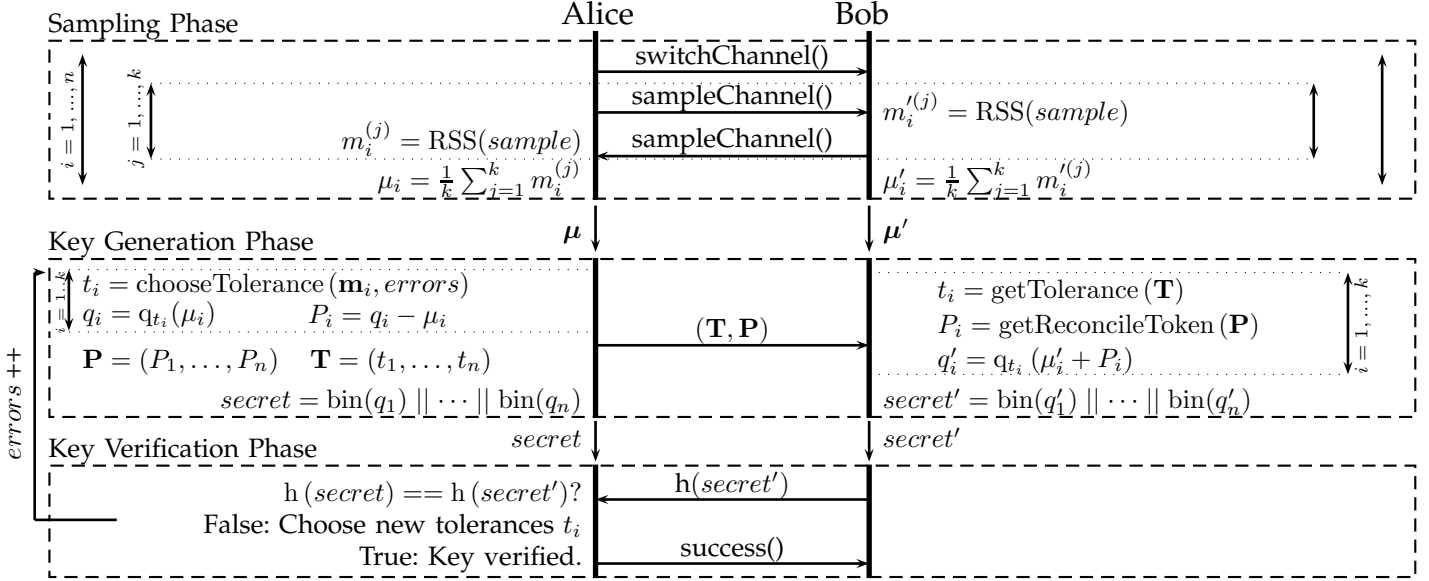 Alice Bob
Sampling Phase
switchChannel()
i = 1, ..., n
j = 1, ..., k
sampleChannel()
m′_i^(j) = RSS(sample)
m_i^(j) = RSS(sample)
sampleChannel()
μ_i = 1/k ∑_{j=1}^k m_i^(j)
μ′_i = 1/k ∑_{j=1}^k m′_i^(j)
μ μ′
Key Generation Phase
i = 1..k
t_i = chooseTolerance (m_i, errors)
q_i = q_{t_i}(μ_i) P_i = q_i − μ_i
P = (P_1, . . . , P_n) T = (t_1, . . . , t_n)
secret = bin(q_1) || · · · || bin(q_n)
(T, P)
t_i = getTolerance (T)
P_i = getReconcileToken (P)
q′_i = q_{t_i} (μ′_i + P_i)
i = 1, ..., k
secret′ = bin(q′_1) || · · · || bin(q′_n)
errors ++
secret secret′
Key Verification Phase
h (secret) == h (secret′)?
h(secret′)
False: Choose new tolerances t_i
True: Key verified.
success()